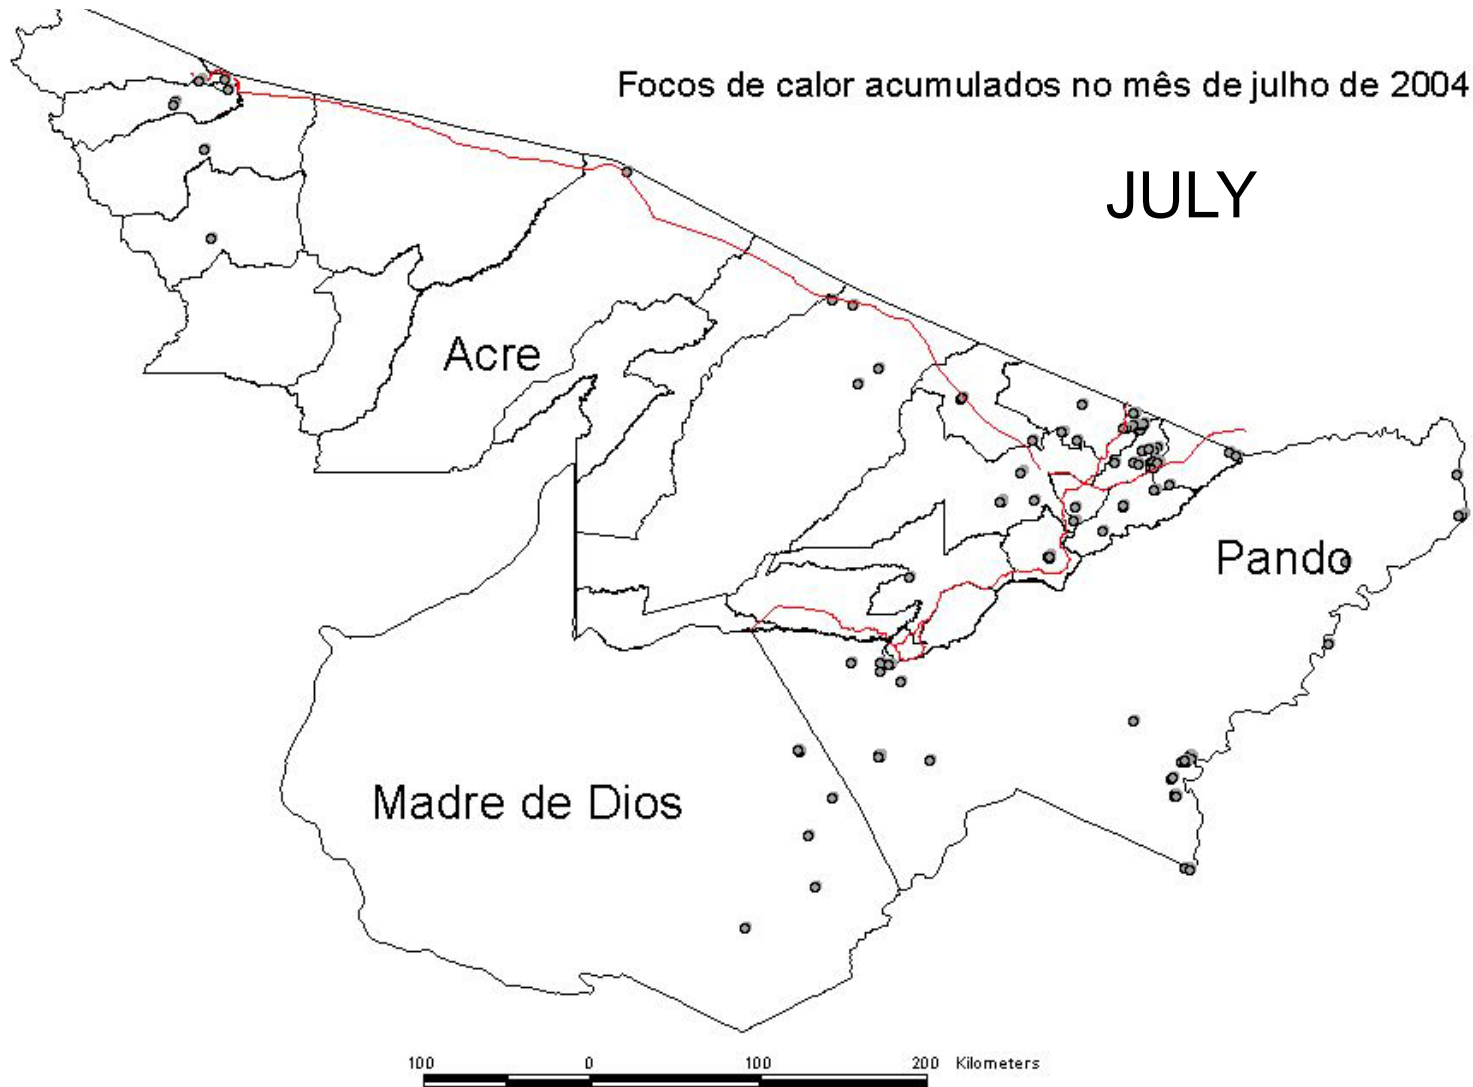 Focos de calor acumulados no mês de julho de 2004
JULY
Acre
Pando
Madre de Dios
100 0 100 200 Kilometers